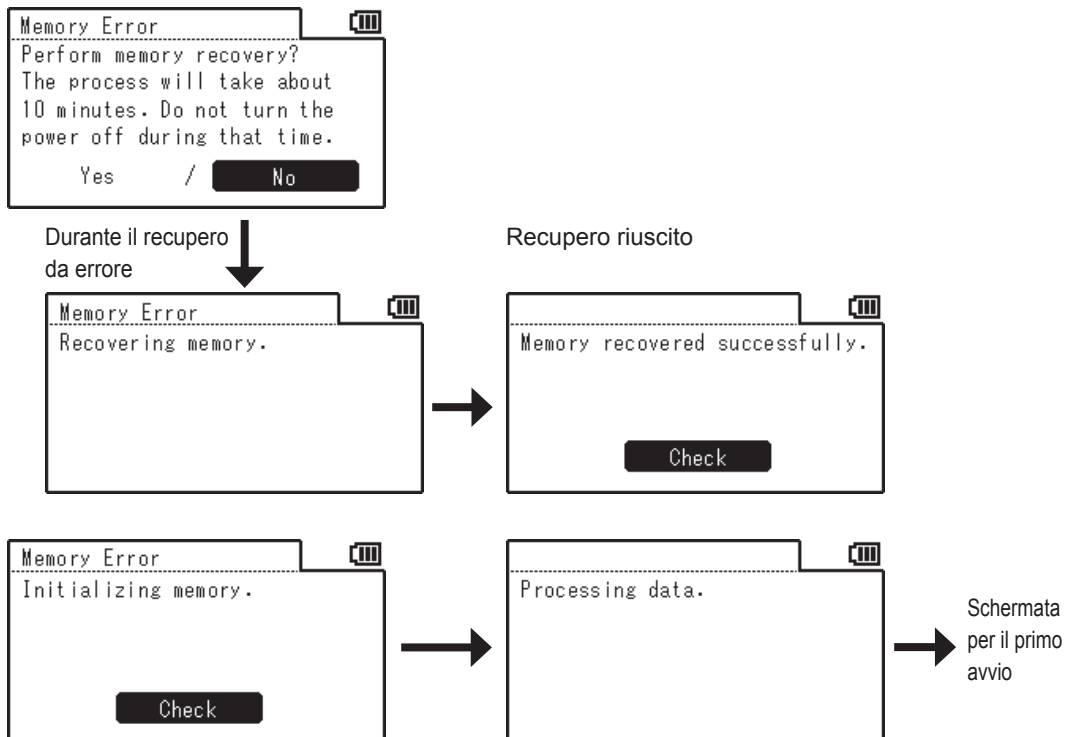 Memory Error
Perform memory recovery?
The process will take about
10 minutes. Do not turn the
power off during that time.
Yes / No
Durante il recupero
da errore
Recupero riuscito
Memory Error
Recovering memory.
Memory recovered successfully.
Check
Memory Error
Initializing memory.
Check
Processing data.
Schermata
per il primo
avvio